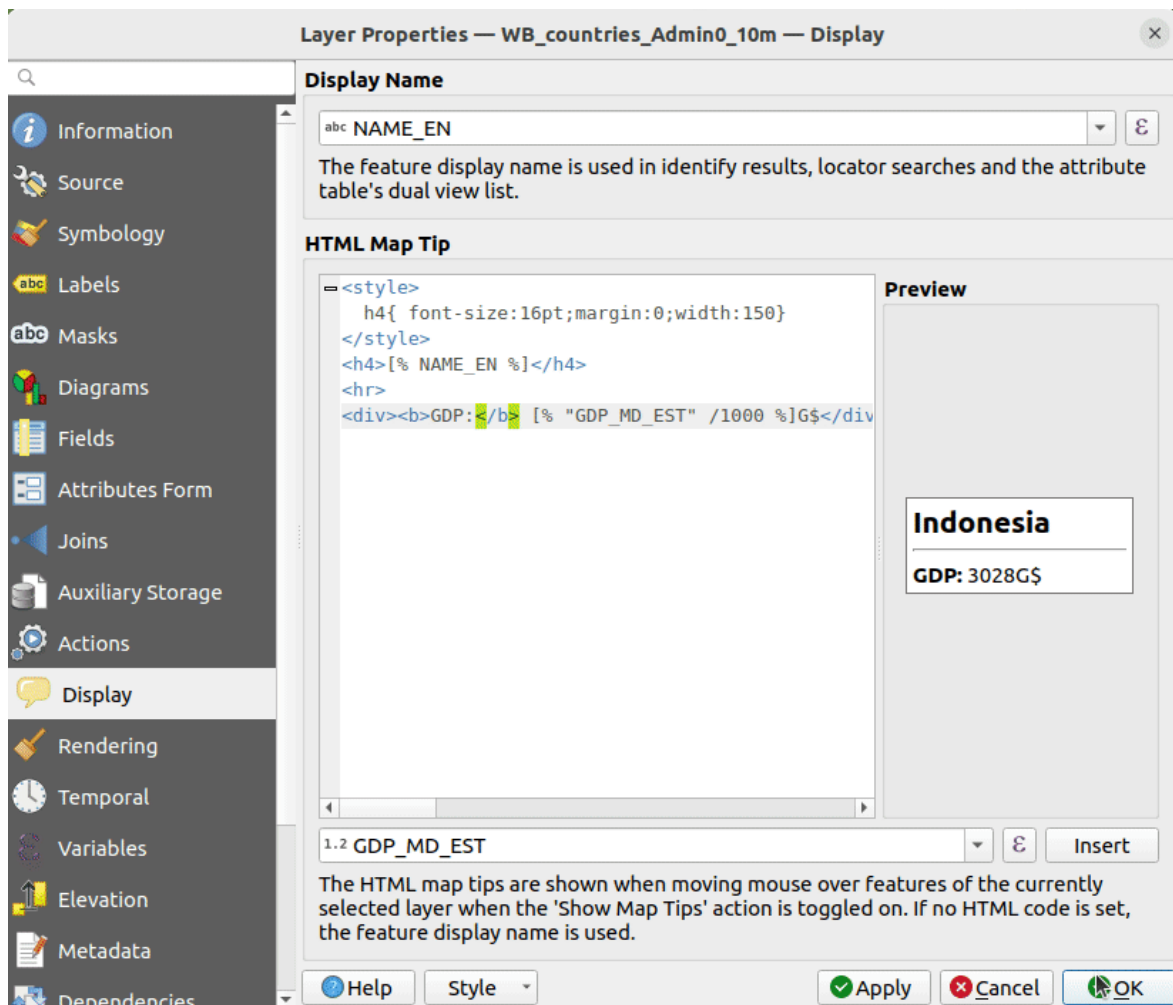 Layer Properties — WB_countries_Admin0_10m — Display
Information
Source
Symbology
abc Labels
abc Masks
Diagrams
Fields
Attributes Form
Joins
Auxiliary Storage
Actions
Display
Rendering
Temporal
Variables
Elevation
Metadata
Dependencies
Display Name
abc NAME_EN
ε
The feature display name is used in identify results, locator searches and the attribute
table's dual view list.
HTML Map Tip
<style>
h4{ font-size:16pt;margin:0;width:150}
</style>
<h4>[% NAME_EN %]</h4>
<hr>
<div><b>GDP:</b> [% "GDP_MD_EST" /1000 %]G$</div
Preview
Indonesia
GDP: 3028G$
1.2 GDP_MD_EST
ε
Insert
The HTML map tips are shown when moving mouse over features of the currently
selected layer when the 'Show Map Tips' action is toggled on. If no HTML code is set,
the feature display name is used.
Help
Style
Apply
Cancel
OK